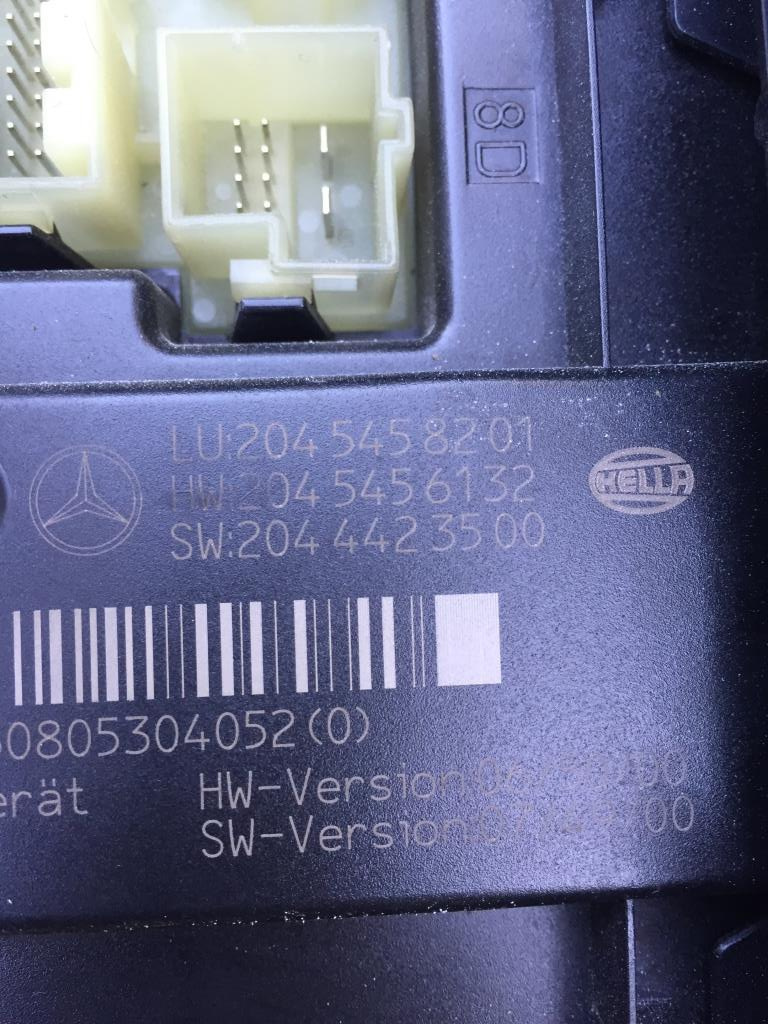 8D
LU:204 545 82 01
HW:204 545 61 32
SW:204 442 35 00
HELLA
0805304052(0)
erät
HW-Version
SW-Version